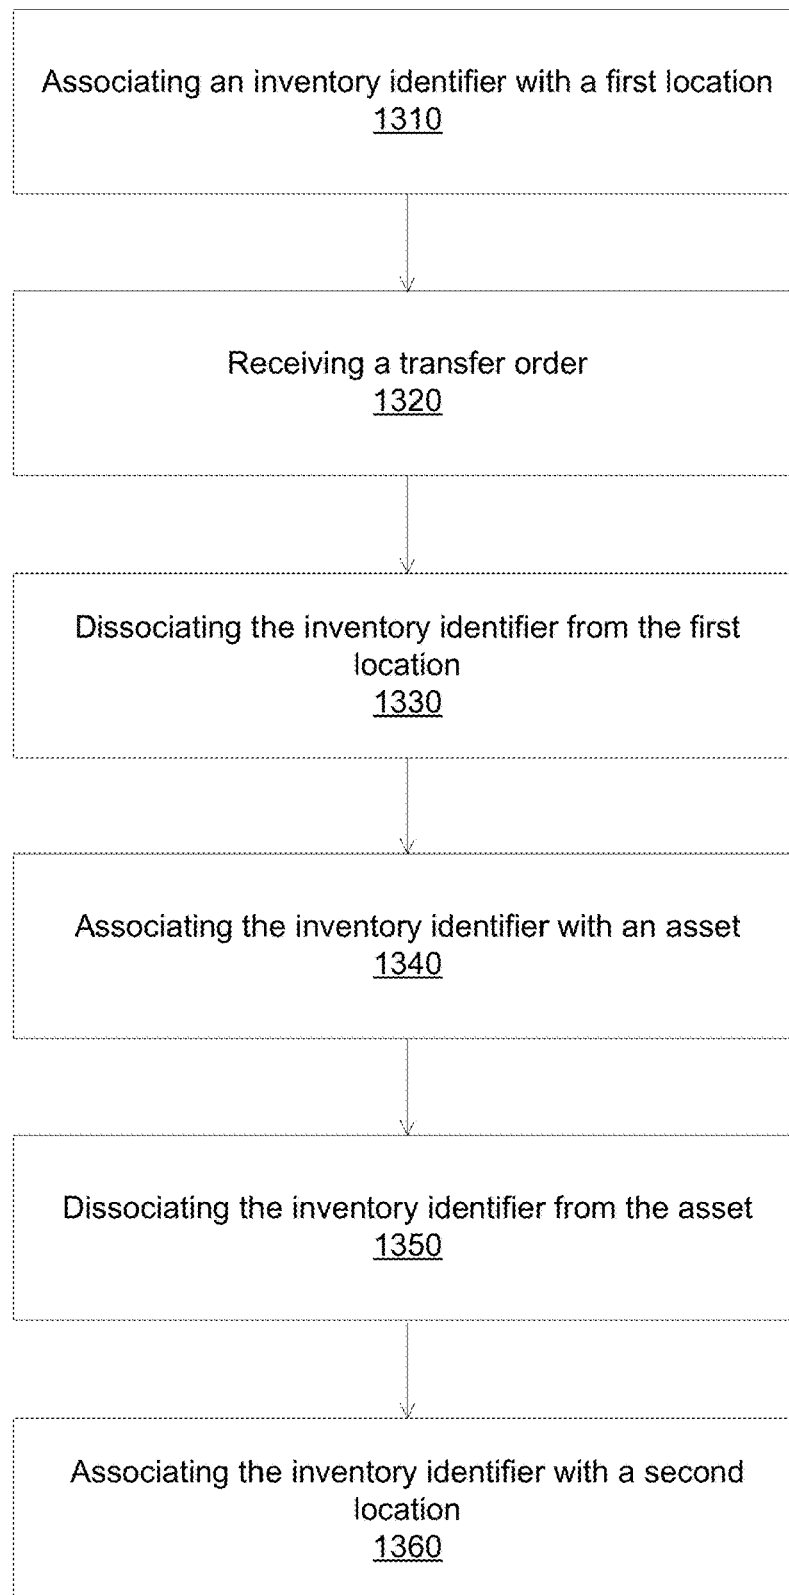 Associating an inventory identifier with a first location
1310
Receiving a transfer order
1320
Dissociating the inventory identifier from the first
location
1330
Associating the inventory identifier with an asset
1340
Dissociating the inventory identifier from the asset
1350
Associating the inventory identifier with a second
location
1360